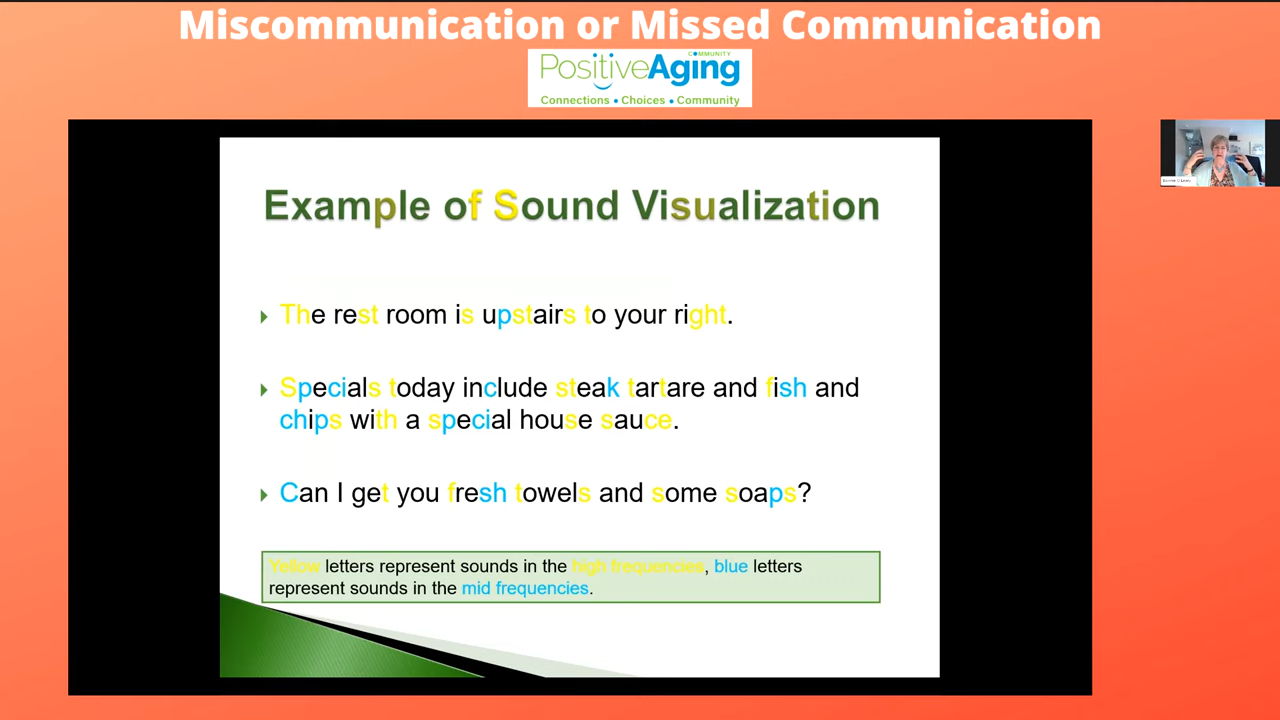 Miscommunication or Missed Communication
COMMUNITY
PositiveAging
Connections • Choices • Community
Example of Sound Visualization
The rest room is upstairs to your right.
Specials today include steak tartare and fish and
chips with a special house sauce.
Can I get you fresh towels and some soaps?
Yellow letters represent sounds in the high frequencies, blue letters
represent sounds in the mid frequencies.